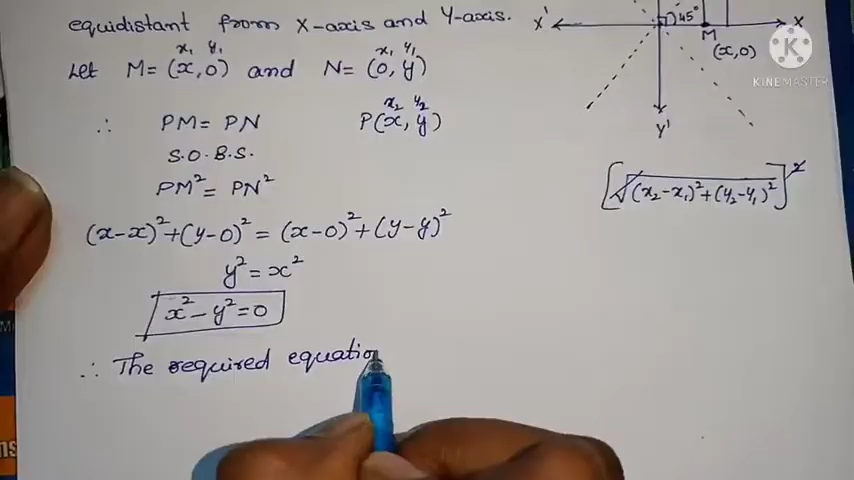 equidistant from X-axis and Y-axis.
x₁ y₁ x₁ y₁
Let M= (x, 0) and N= (0, y)
x₂ y₂
∴ PM= PN P(x, y)
S.O.B.S.
PM² = PN²
(x-x)²+(y-0)² = (x-0)²+(y-y)²
y² = x²
x² - y² = 0
∴ The required equatio
X' 45° X
M
(x,0)
Y'
[√(x₂-x₁)²+(y₂-y₁)²]²
K
KINEMASTER